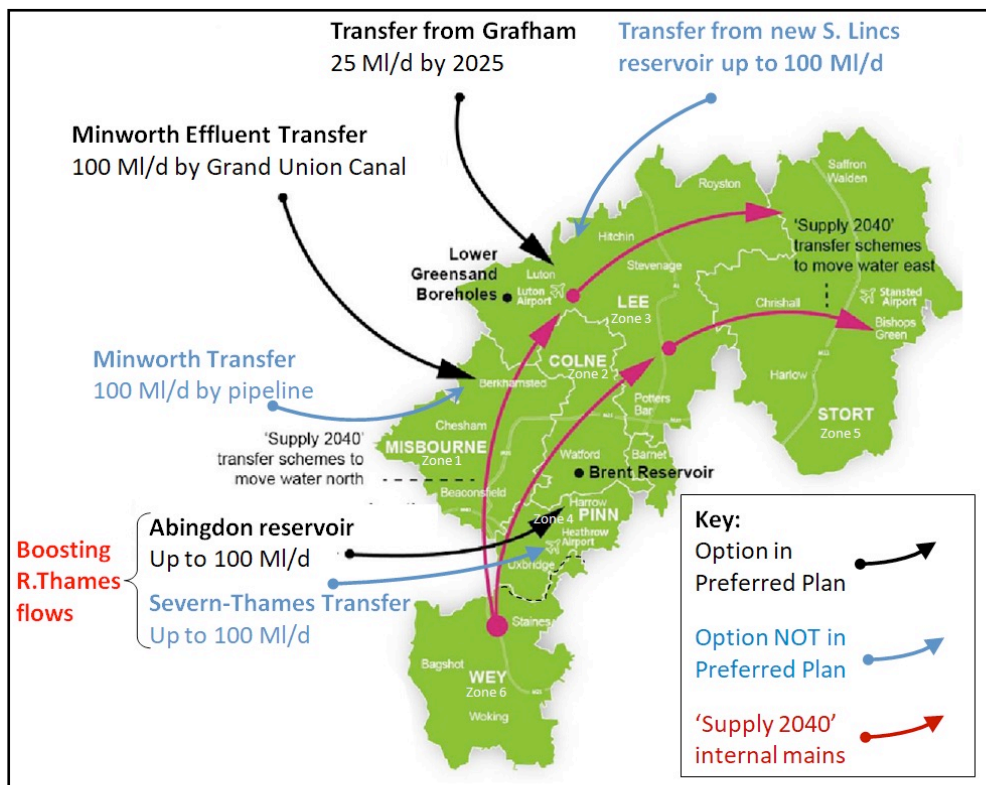 Transfer from Grafham
25 Ml/d by 2025
Transfer from new S. Lincs
reservoir up to 100 Ml/d
Minworth Effluent Transfer
100 Ml/d by Grand Union Canal
Saffron
Walden
Royston
'Supply 2040'
transfer schemes
to move water east
Hitchin
Lower
Greensand
Boreholes
Luton
Luton
Airport
Stevenage
LEE
Zone 3
Chrishall
Stansted
Airport
Bishops
Green
COLNE
Zone 2
Minworth Transfer
100 Ml/d by pipeline
Berkhamsted
Harlow
Potters
Bar
STORT
Zone 5
Chesham
MISBOURNE
Zone 1
'Supply 2040'
transfer schemes to
move water north
Watford
Barnet
Brent Reservoir
Beaconsfield
Harrow
Zone 4
PINN
Heathrow
Airport
Uxbridge
Boosting
R.Thames
flows
Abingdon reservoir
Up to 100 Ml/d
Severn-Thames Transfer
Up to 100 Ml/d
Staines
Bagshot
WEY
Zone 6
Woking
Key:
Option in
Preferred Plan
Option NOT in
Preferred Plan
'Supply 2040'
internal mains